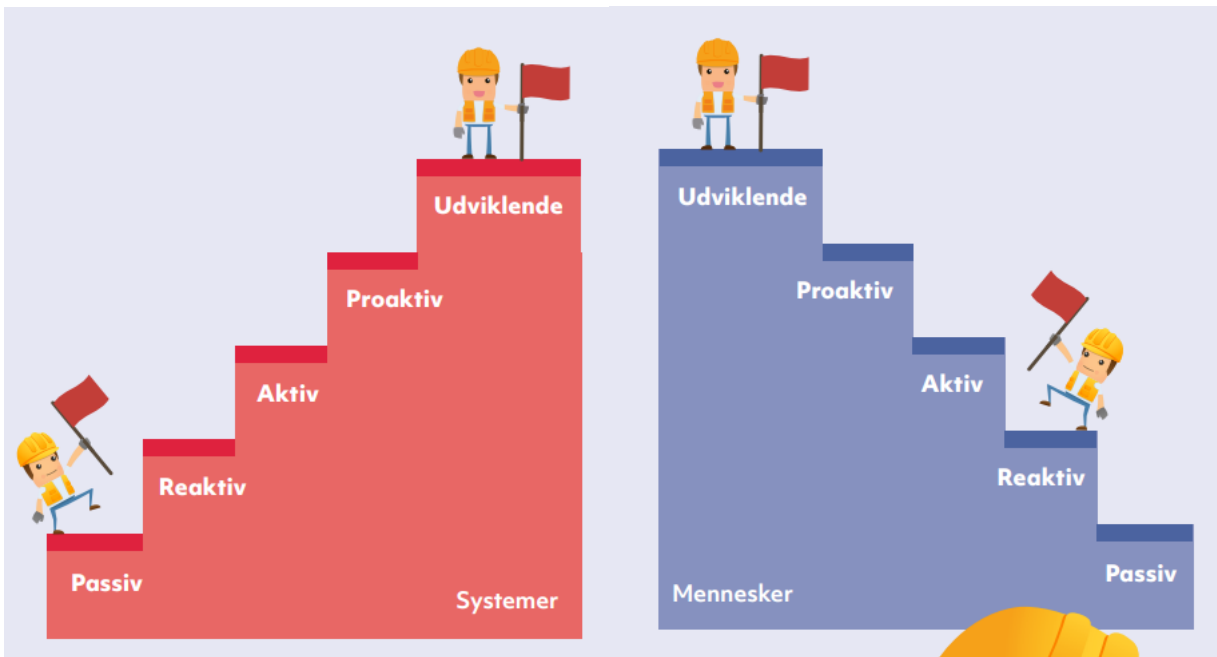 Udviklende
Proaktiv
Aktiv
Reaktiv
Passiv
Systemer
Udviklende
Proaktiv
Aktiv
Reaktiv
Passiv
Mennesker